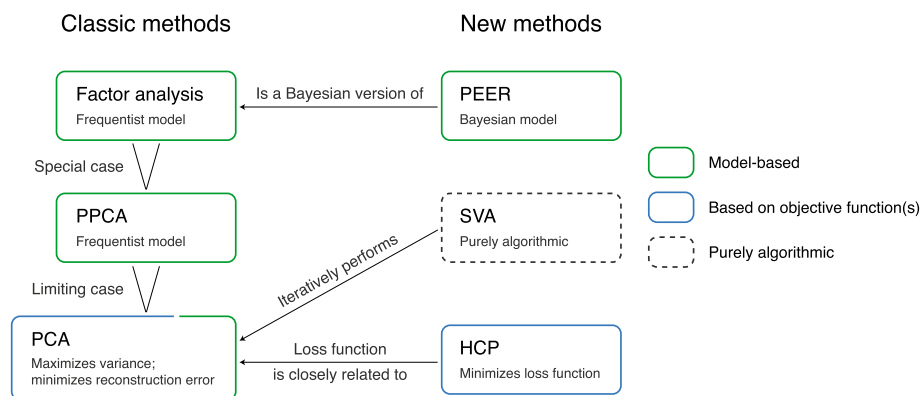 Classic methods
New methods
Factor analysis
Frequentist model
Is a Bayesian version of
PEER
Bayesian model
Model-based
Special case
PPCA
Frequentist model
SVA
Purely algorithmic
Based on objective function(s)
Purely algorithmic
Iteratively performs
Limiting case
PCA
Maximizes variance;
minimizes reconstruction error
Loss function
is closely related to
HCP
Minimizes loss function